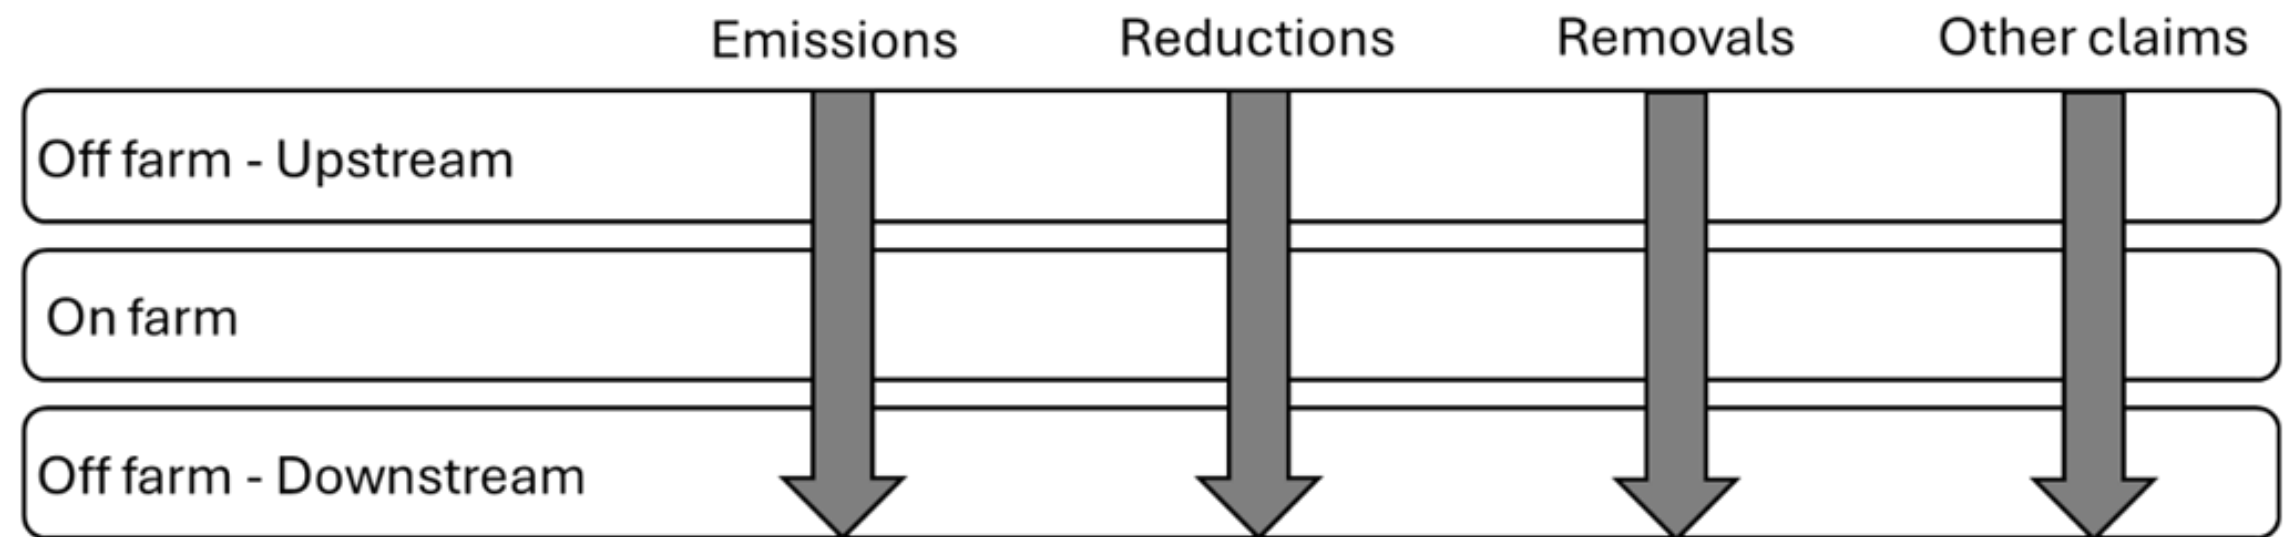 Emissions Reductions Removals Other claims
Off farm - Upstream
On farm
Off farm - Downstream